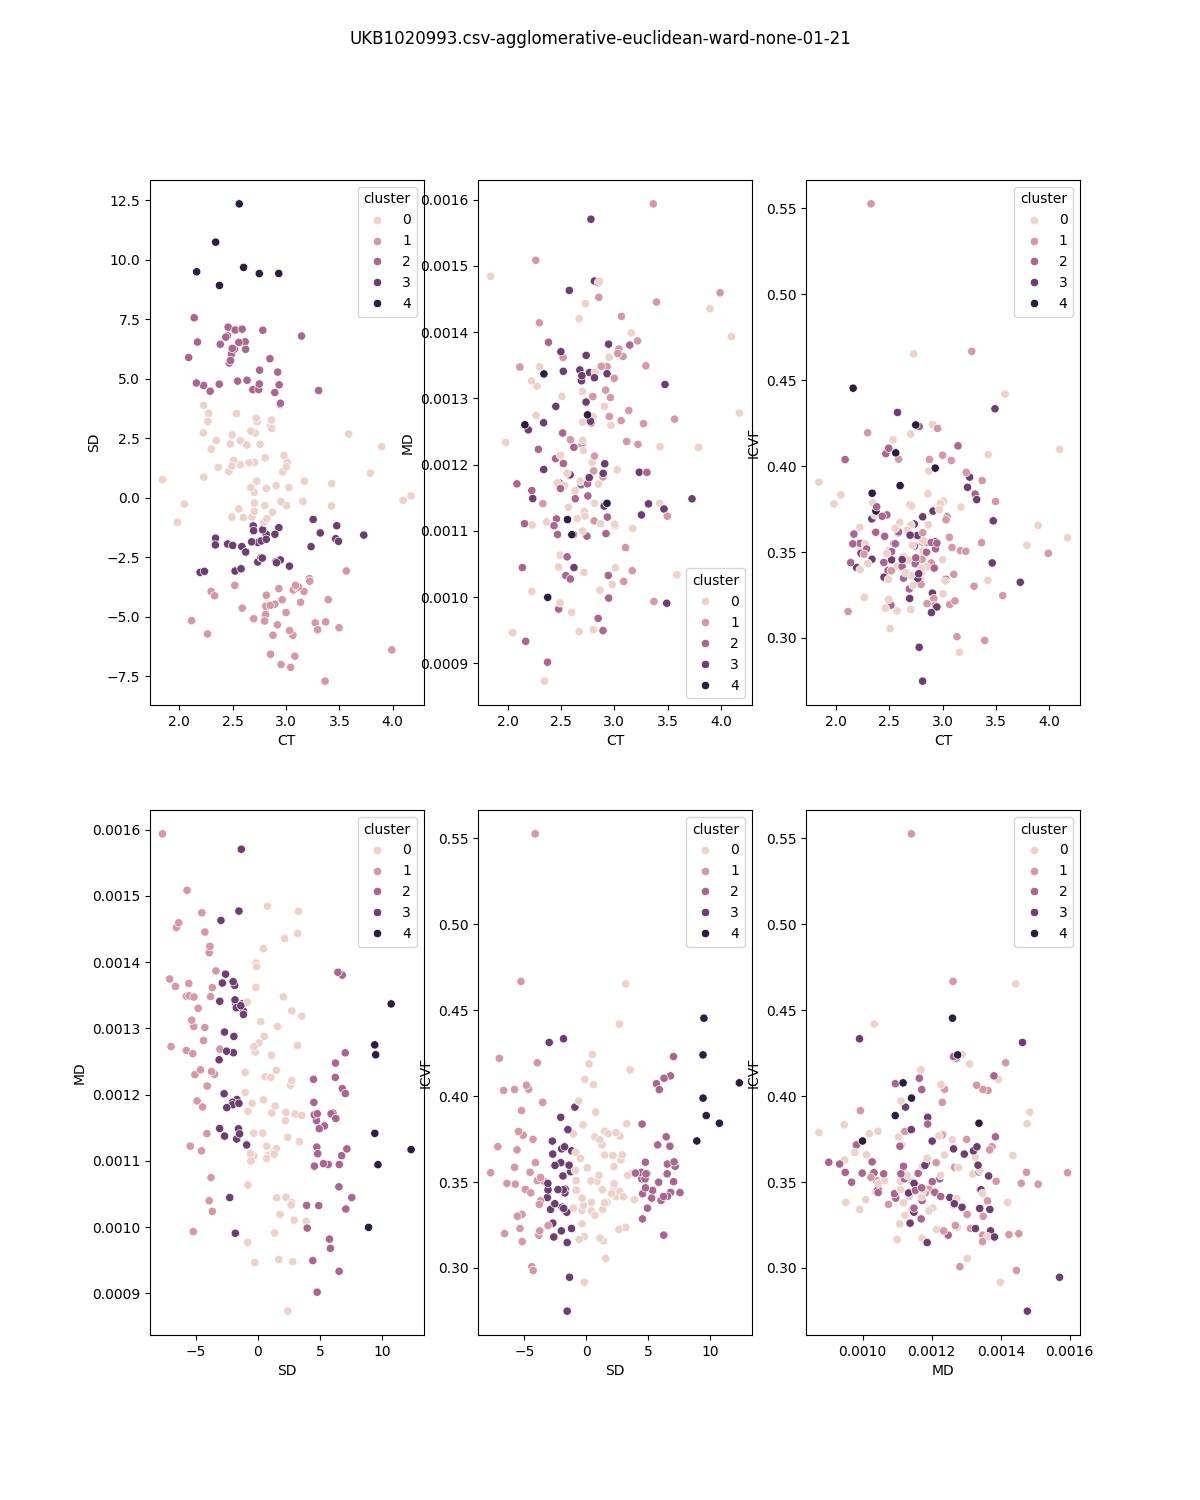 UKB1020993.csv-agglomerative-euclidean-ward-none-01-21
12.5
10.0
7.5
5.0
2.5
0.0
−2.5
−5.0
−7.5
SD
2.0 2.5 3.0 3.5 4.0
CT
cluster
0
1
2
3
4
0.0016
0.0015
0.0014
0.0013
0.0012
0.0011
0.0010
0.0009
MD
2.0 2.5 3.0 3.5 4.0
CT
cluster
0
1
2
3
4
0.55
0.50
0.45
0.40
0.35
0.30
ICVF
2.0 2.5 3.0 3.5 4.0
CT
cluster
0
1
2
3
4
0.0016
0.0015
0.0014
0.0013
0.0012
0.0011
0.0010
0.0009
MD
−5 0 5 10
SD
cluster
0
1
2
3
4
0.55
0.50
0.45
0.40
0.35
0.30
ICVF
−5 0 5 10
SD
cluster
0
1
2
3
4
0.55
0.50
0.45
0.40
0.35
0.30
ICVF
0.0010 0.0012 0.0014 0.0016
MD
cluster
0
1
2
3
4